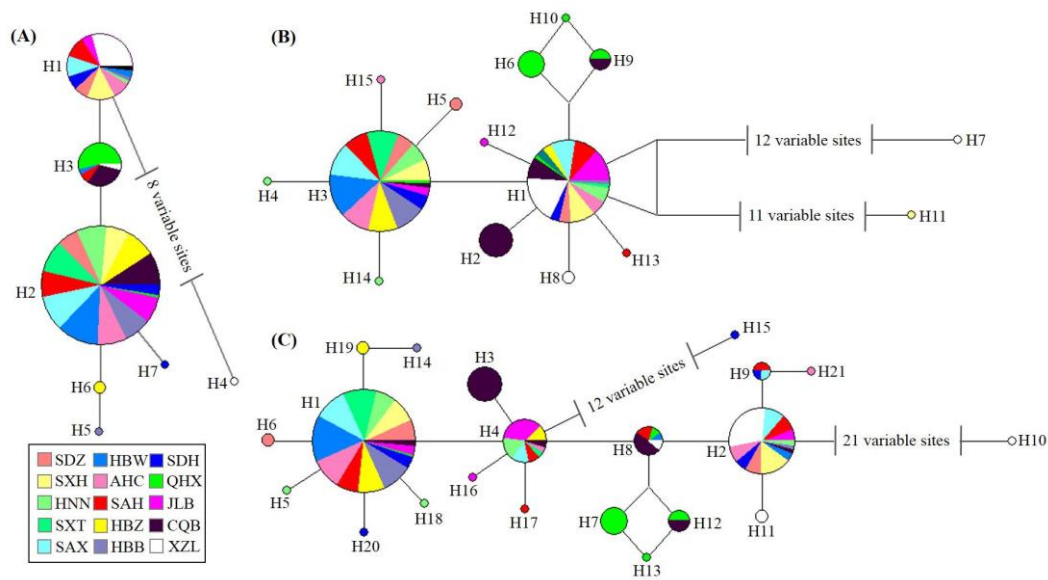 (A)
H1
H3
8 variable sites
H2
H7
H4
H6
H5
SDZ HBW SDH
SXH AHC QHX
HNN SAH JLB
SXT HBZ CQB
SAX HBB XZL
(B)
H10
H6
H9
H15
H5
H12
12 variable sites
H7
H4
H3
H1
H2
11 variable sites
H11
H14
H8
H13
(C)
H19
H14
H3
12 variable sites
H15
H9
H21
H1
H6
H4
H8
H2
21 variable sites
H10
H5
H18
H16
H17
H20
H7
H12
H11
H13